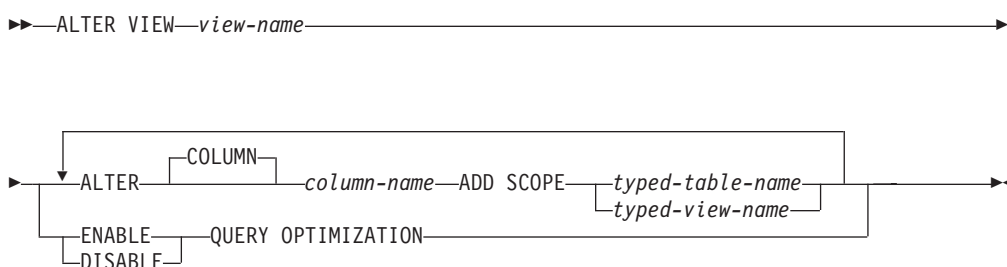 ALTER VIEW view-name
COLUMN
ALTER column-name ADD SCOPE typed-table-name
typed-view-name
ENABLE QUERY OPTIMIZATION
DISABLE